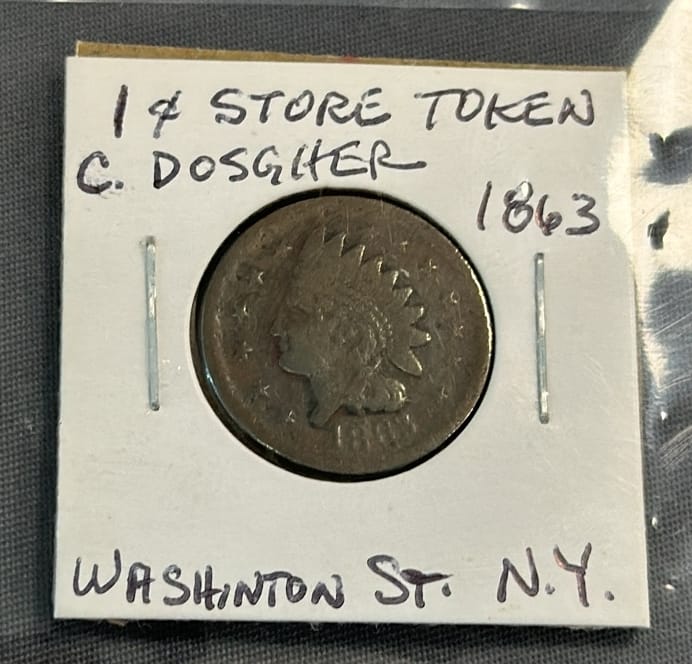 1¢ STORE TOKEN
C. DOSGHER
1863
WASHINTON ST. N.Y.